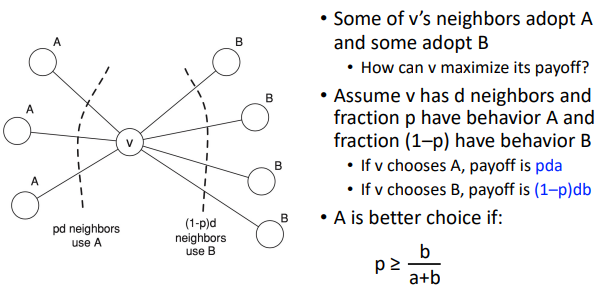 A
A
A
v
B
B
B
B
pd neighbors
use A
(1-p)d
neighbors
use B
• Some of v’s neighbors adopt A
and some adopt B
• How can v maximize its payoff?
• Assume v has d neighbors and
fraction p have behavior A and
fraction (1–p) have behavior B
• If v chooses A, payoff is pda
• If v chooses B, payoff is (1–p)db
• A is better choice if:
p ≥ b
a+b